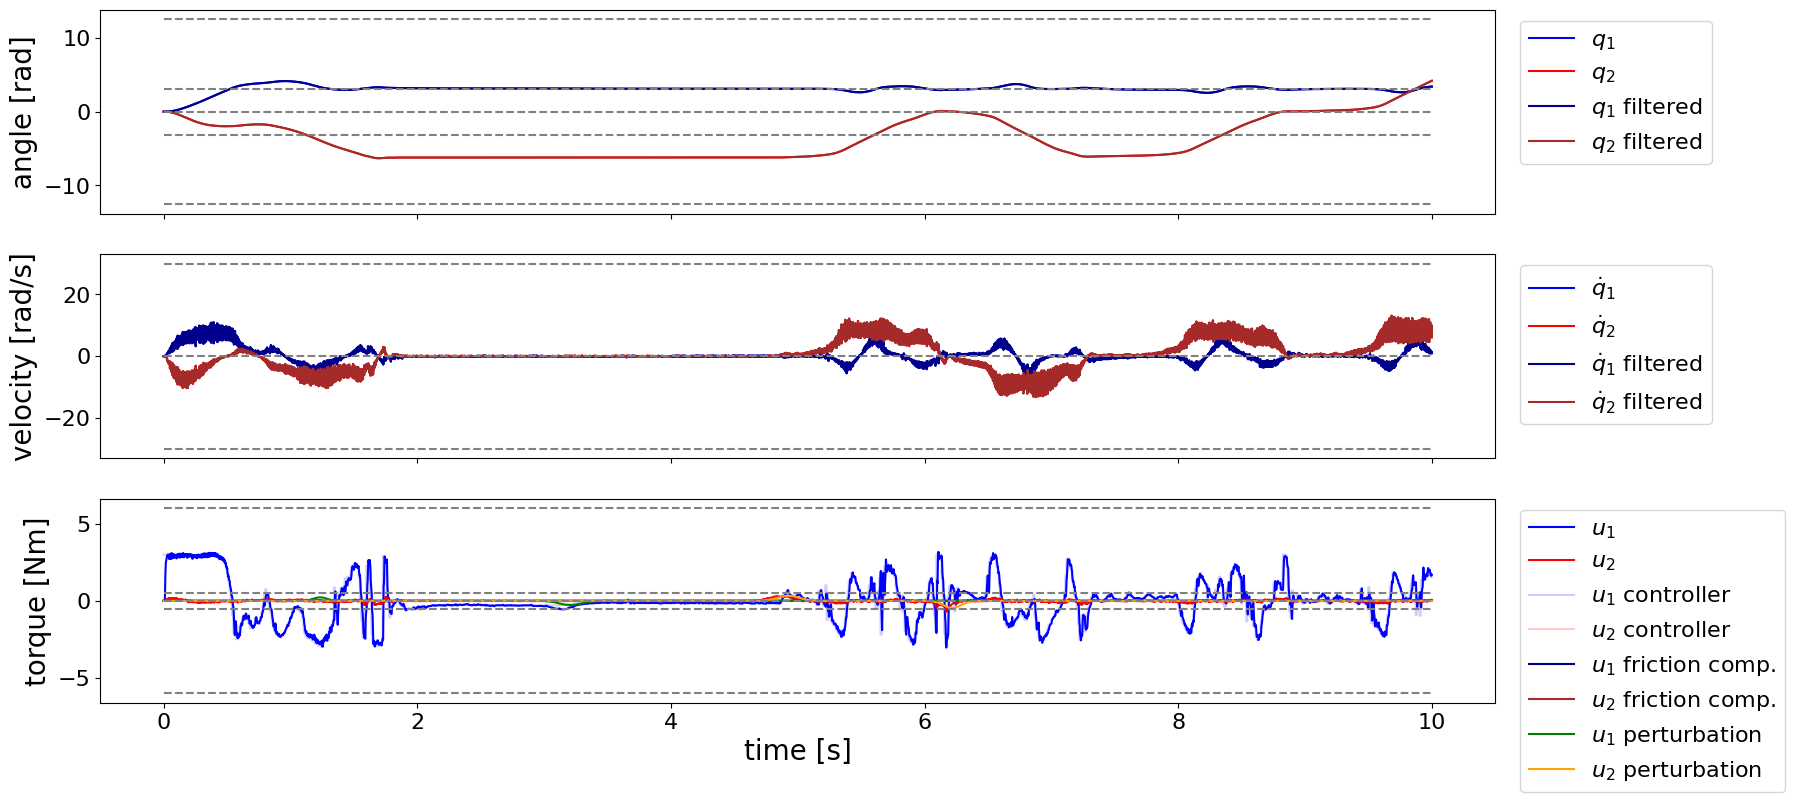 angle [rad]
10
0
−10
q₁
q₂
q₁ filtered
q₂ filtered
velocity [rad/s]
20
0
−20
q̇₁
q̇₂
q̇₁ filtered
q̇₂ filtered
torque [Nm]
5
0
−5
0
2
4
6
8
10
time [s]
u₁
u₂
u₁ controller
u₂ controller
u₁ friction comp.
u₂ friction comp.
u₁ perturbation
u₂ perturbation